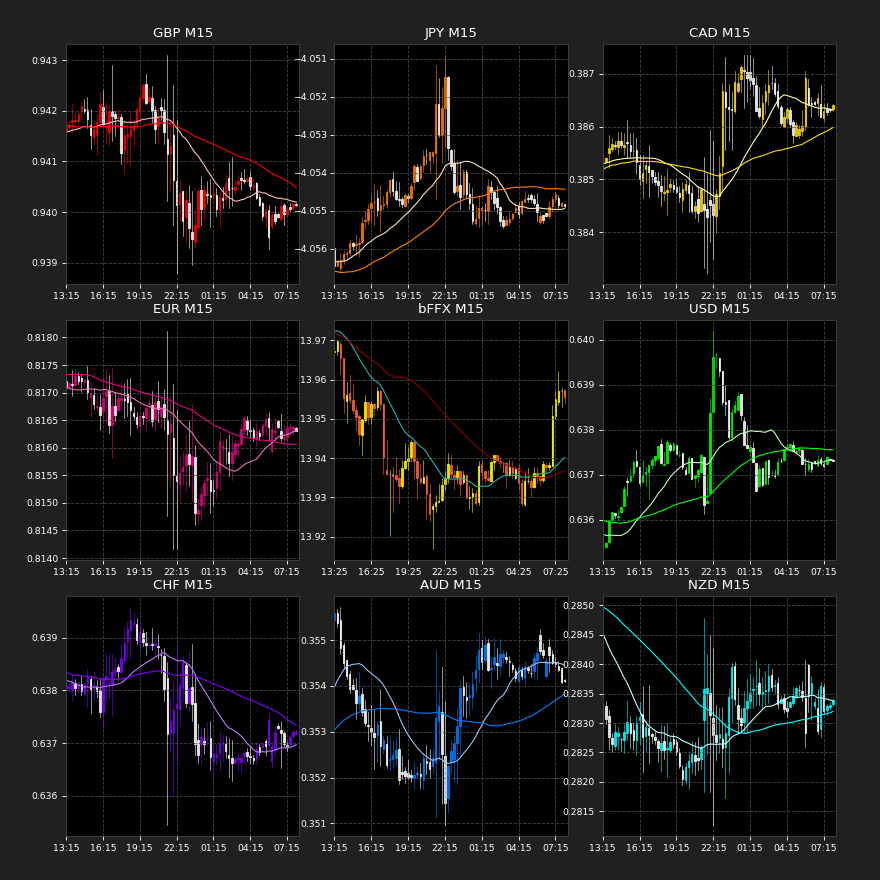 GBP M15
0.943
0.942
0.941
0.940
0.939
13:15 16:15 19:15 22:15 01:15 04:15 07:15
JPY M15
−4.051
−4.052
−4.053
−4.054
−4.055
−4.056
13:15 16:15 19:15 22:15 01:15 04:15 07:15
CAD M15
0.387
0.386
0.385
0.384
13:15 16:15 19:15 22:15 01:15 04:15 07:15
EUR M15
0.8180
0.8175
0.8170
0.8165
0.8160
0.8155
0.8150
0.8145
0.8140
13:15 16:15 19:15 22:15 01:15 04:15 07:15
bFFX M15
13.97
13.96
13.95
13.94
13.93
13.92
13:25 16:25 19:25 22:25 01:25 04:25 07:25
USD M15
0.640
0.639
0.638
0.637
0.636
13:15 16:15 19:15 22:15 01:15 04:15 07:15
CHF M15
0.639
0.638
0.637
0.636
13:15 16:15 19:15 22:15 01:15 04:15 07:15
AUD M15
0.355
0.354
0.353
0.352
0.351
13:15 16:15 19:15 22:15 01:15 04:15 07:15
NZD M15
0.2850
0.2845
0.2840
0.2835
0.2830
0.2825
0.2820
0.2815
13:15 16:15 19:15 22:15 01:15 04:15 07:15